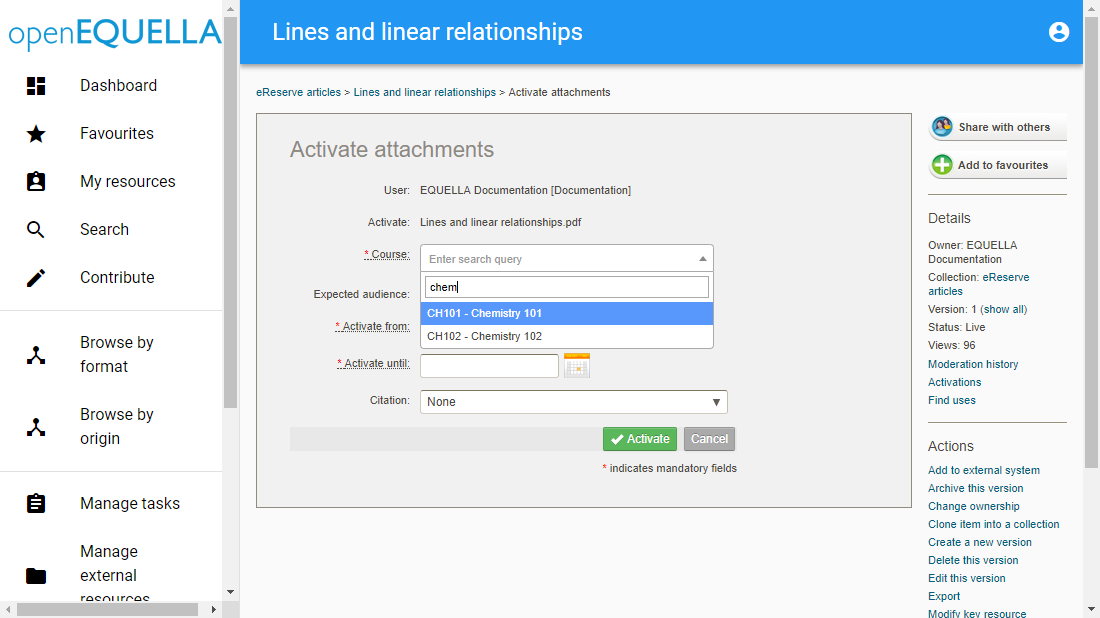 openEQUELLA
Dashboard
Favourites
My resources
Search
Contribute
Browse by
format
Browse by
origin
Manage tasks
Manage
external
resources
Lines and linear relationships
eReserve articles > Lines and linear relationships > Activate attachments
Activate attachments
User: EQUELLA Documentation [Documentation]
Activate: Lines and linear relationships.pdf
* Course: Enter search query
chem
Expected audience:
CH101 - Chemistry 101
* Activate from:
CH102 - Chemistry 102
* Activate until:
Citation: None
Activate Cancel
* indicates mandatory fields
Share with others
Add to favourites
Details
Owner: EQUELLA
Documentation
Collection: eReserve
articles
Version: 1 (show all)
Status: Live
Views: 96
Moderation history
Activations
Find uses
Actions
Add to external system
Archive this version
Change ownership
Clone item into a collection
Create a new version
Delete this version
Edit this version
Export
Modify key resource